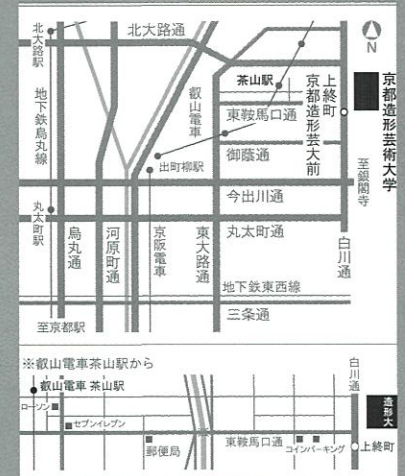 北大路通
北大路駅
地下鉄烏丸線
叡山電車
茶山駅
東鞍馬口通
上終町
京都造形芸大前
N
京都造形芸術大学
御蔭通
出町柳駅
至銀閣寺
今出川通
丸太町駅
烏丸通
河原町通
京阪電車
東大路通
丸太町通
白川通
地下鉄東西線
三条通
至京都駅
※叡山電車茶山駅から
叡山電車 茶山駅
ローソン
セブンイレブン
郵便局
東鞍馬口通
コインパーキング
白川通
造形大
上終町